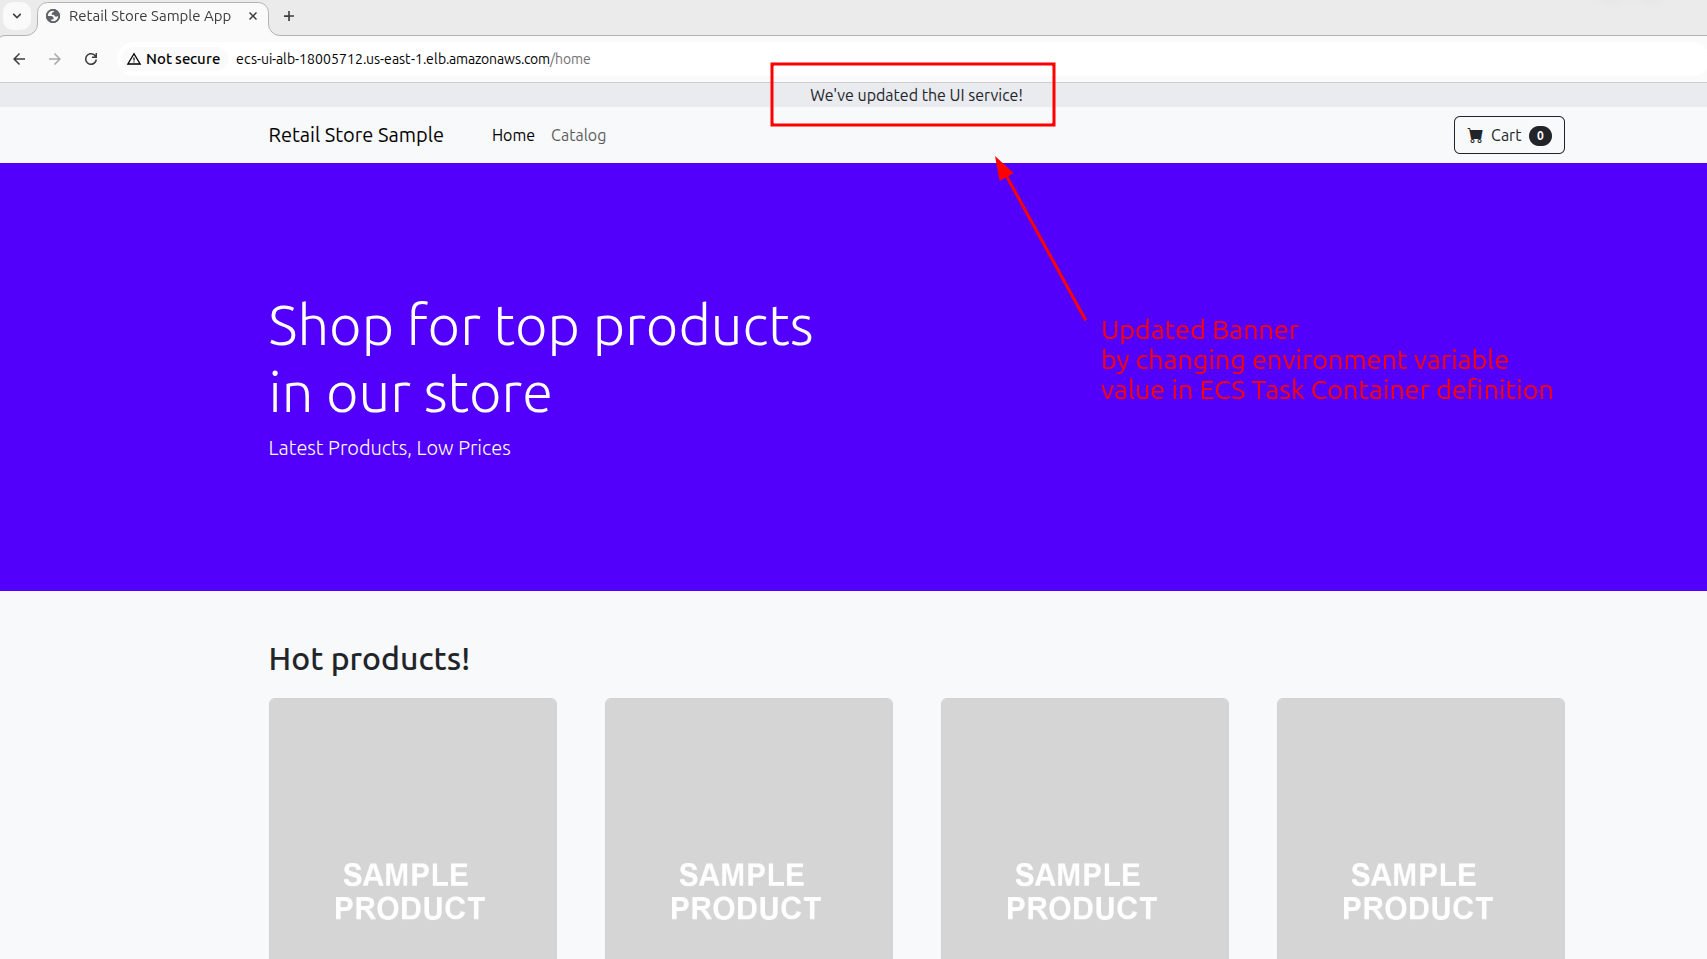 Retail Store Sample App
Not secure ecs-ui-alb-18005712.us-east-1.elb.amazonaws.com/home
We've updated the UI service!
Retail Store Sample Home Catalog Cart 0
Shop for top products
in our store
Latest Products, Low Prices
Updated Banner
by changing environment variable
value in ECS Task Container definition
Hot products!
SAMPLE
PRODUCT
SAMPLE
PRODUCT
SAMPLE
PRODUCT
SAMPLE
PRODUCT